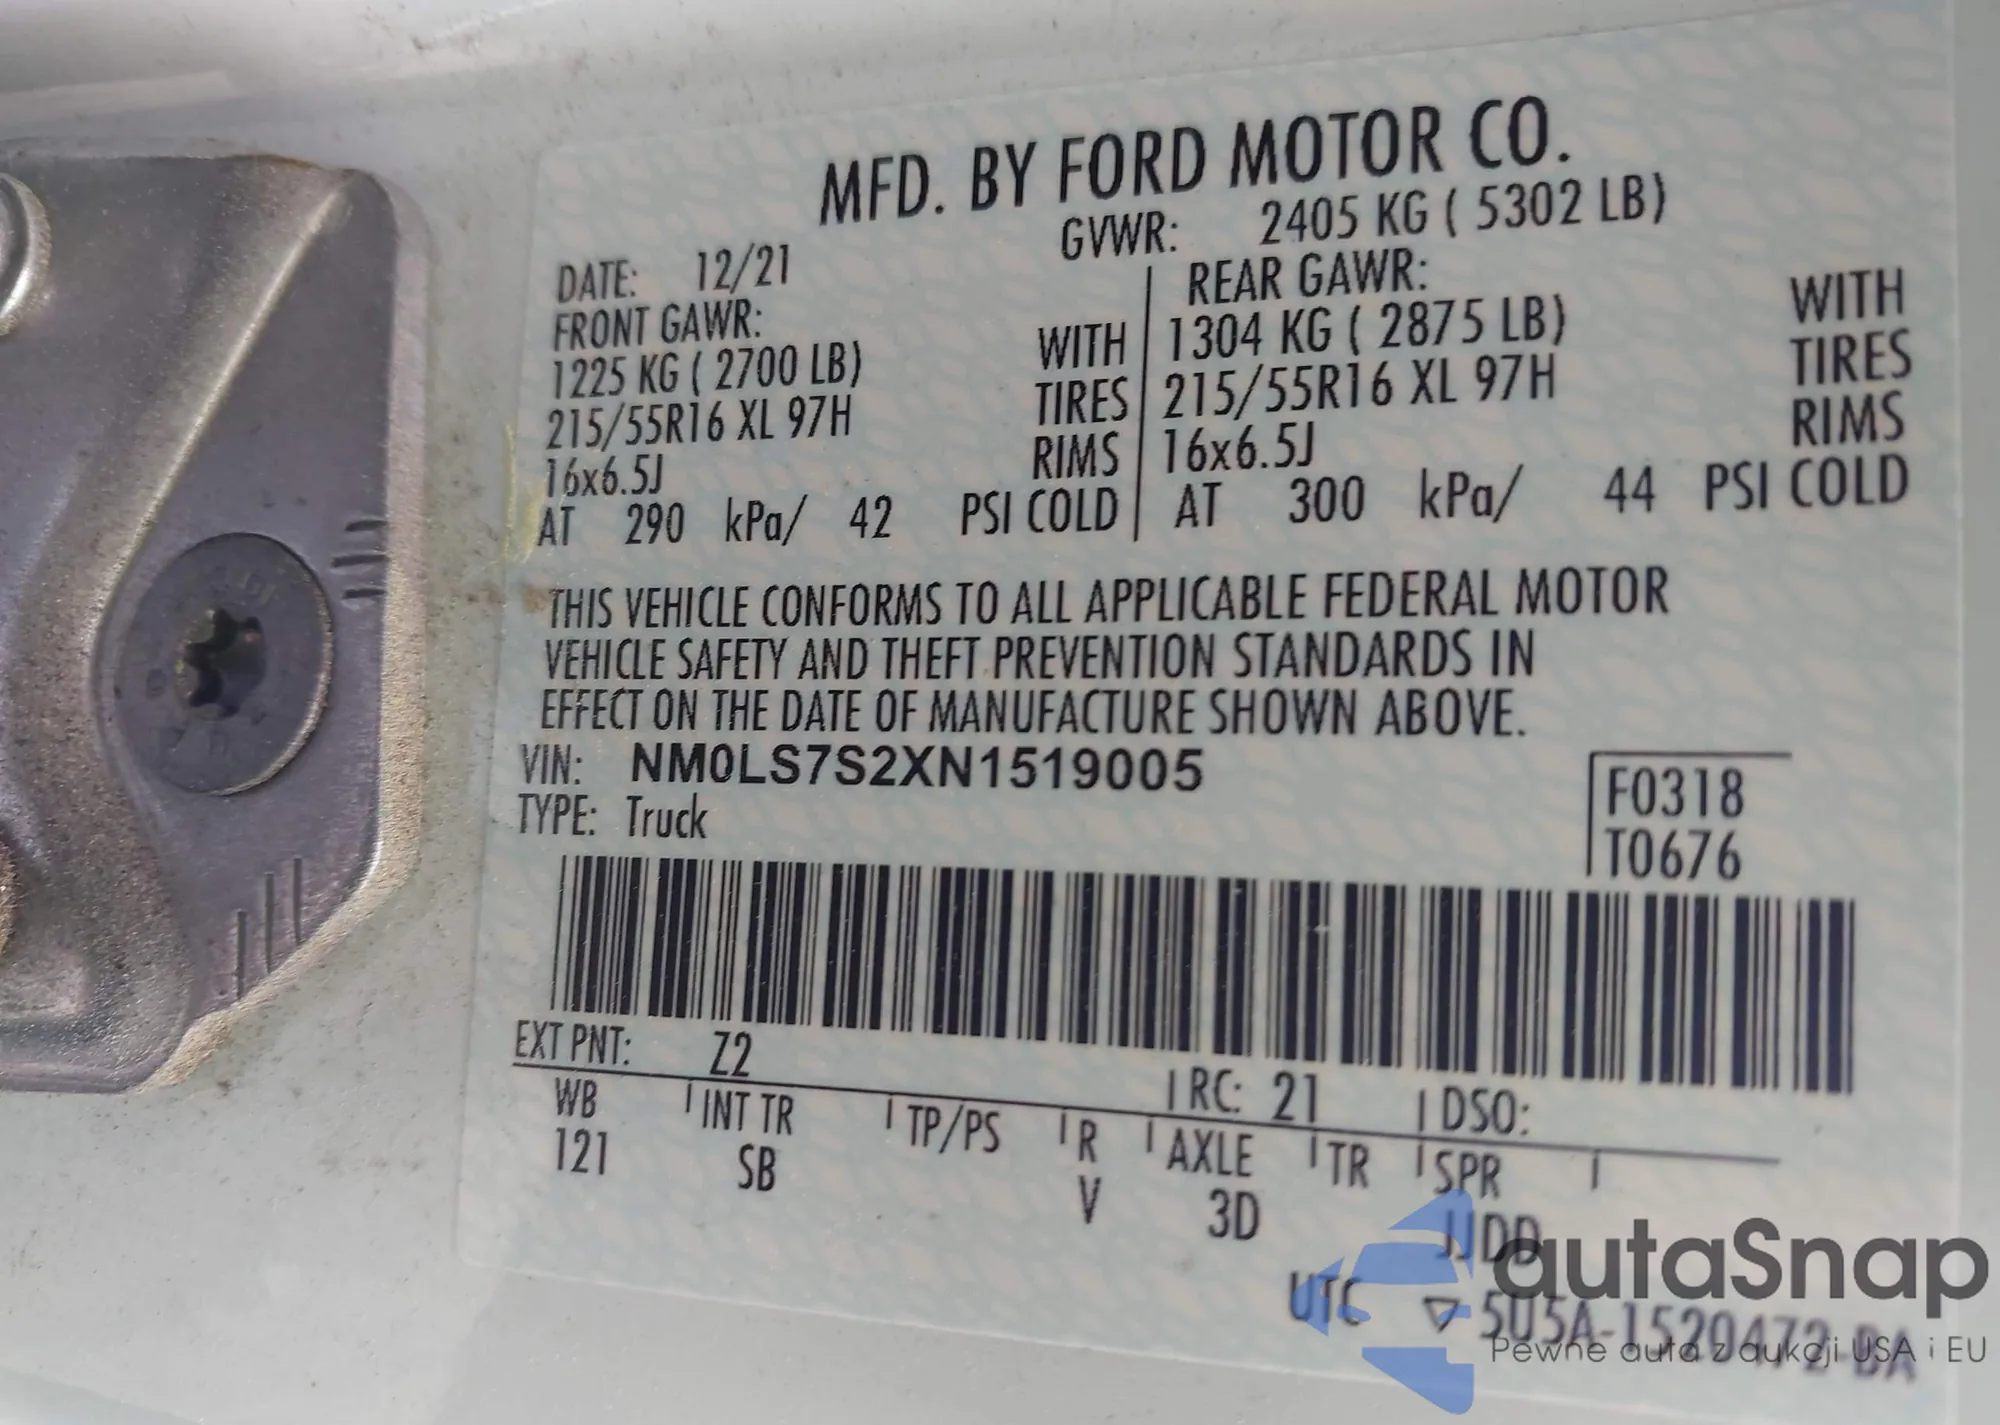 MFD. BY FORD MOTOR CO.
DATE: 12/21 GVWR: 2405 KG ( 5302 LB)
FRONT GAWR: REAR GAWR:
1225 KG ( 2700 LB) WITH 1304 KG ( 2875 LB) WITH
215/55R16 XL 97H TIRES 215/55R16 XL 97H TIRES
16x6.5J RIMS 16x6.5J RIMS
AT 290 kPa/ 42 PSI COLD AT 300 kPa/ 44 PSI COLD
THIS VEHICLE CONFORMS TO ALL APPLICABLE FEDERAL MOTOR
VEHICLE SAFETY AND THEFT PREVENTION STANDARDS IN
EFFECT ON THE DATE OF MANUFACTURE SHOWN ABOVE.
VIN: NM0LS7S2XN1519005 F0318
TYPE: Truck T0676
EXT PNT: Z2 RC: 21 DSO:
WB INT TR TP/PS R AXLE TR SPR
121 SB V 3D JJDD
UTC 5U5A-1520472-BA
autaSnap
Pewne auta z aukcji USA i EU